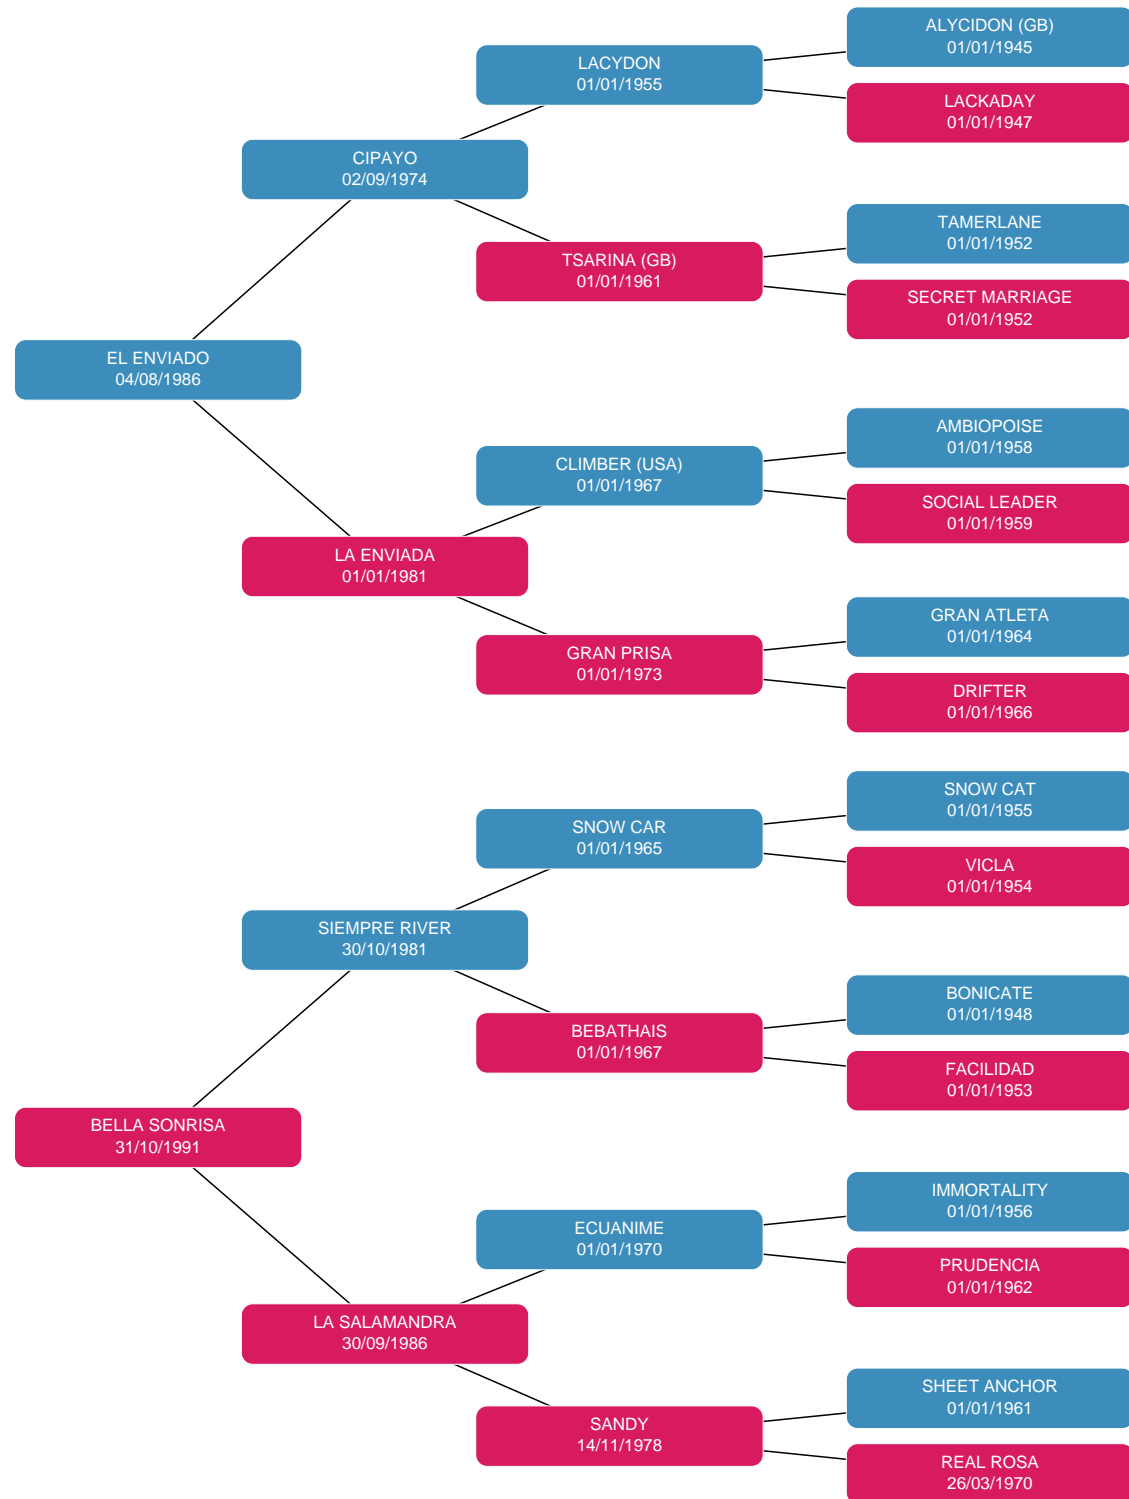 ALYCIDON (GB)
01/01/1945
LACYDON
01/01/1955
LACKADAY
01/01/1947
CIPAYO
02/09/1974
TAMERLANE
01/01/1952
TSARINA (GB)
01/01/1961
SECRET MARRIAGE
01/01/1952
EL ENVIADO
04/08/1986
AMBIOPOISE
01/01/1958
CLIMBER (USA)
01/01/1967
SOCIAL LEADER
01/01/1959
LA ENVIADA
01/01/1981
GRAN ATLETA
01/01/1964
GRAN PRISA
01/01/1973
DRIFTER
01/01/1966
SNOW CAT
01/01/1955
SNOW CAR
01/01/1965
VICLA
01/01/1954
SIEMPRE RIVER
30/10/1981
BONICATE
01/01/1948
BEBATHAIS
01/01/1967
FACILIDAD
01/01/1953
BELLA SONRISA
31/10/1991
IMMORTALITY
01/01/1956
ECUANIME
01/01/1970
PRUDENCIA
01/01/1962
LA SALAMANDRA
30/09/1986
SHEET ANCHOR
01/01/1961
SANDY
14/11/1978
REAL ROSA
26/03/1970